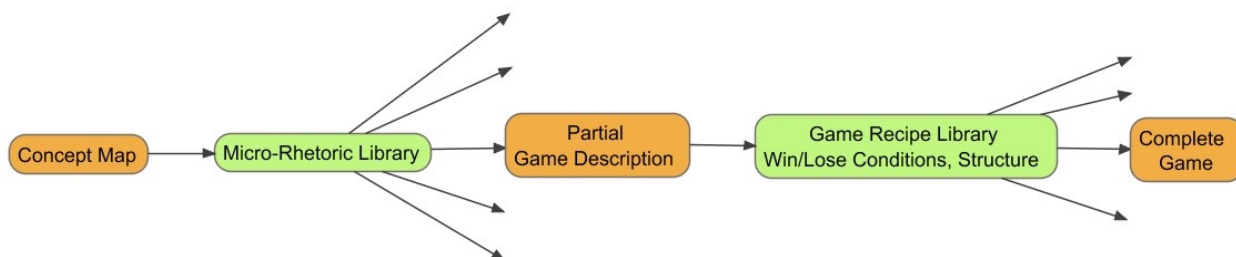 Concept Map
Micro-Rhetoric Library
Partial
Game Description
Game Recipe Library
Win/Lose Conditions, Structure
Complete
Game